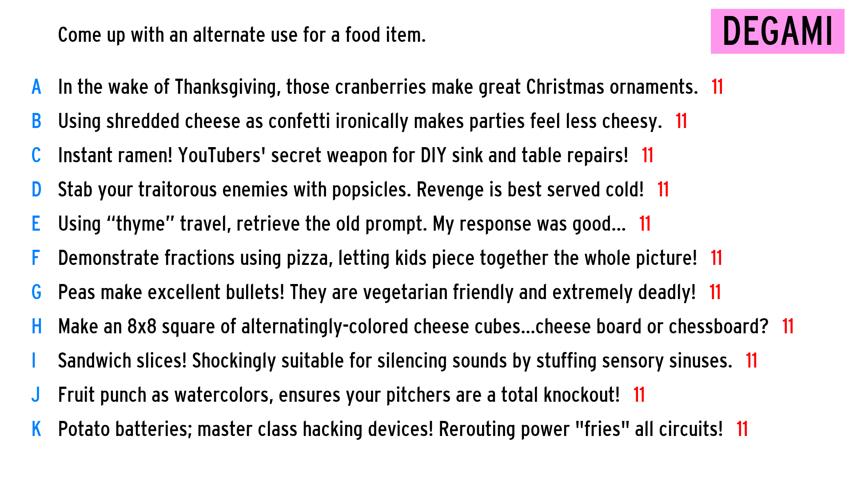 Come up with an alternate use for a food item.
DEGAMI
A In the wake of Thanksgiving, those cranberries make great Christmas ornaments. 11
B Using shredded cheese as confetti ironically makes parties feel less cheesy. 11
C Instant ramen! YouTubers' secret weapon for DIY sink and table repairs! 11
D Stab your traitorous enemies with popsicles. Revenge is best served cold! 11
E Using “thyme” travel, retrieve the old prompt. My response was good... 11
F Demonstrate fractions using pizza, letting kids piece together the whole picture! 11
G Peas make excellent bullets! They are vegetarian friendly and extremely deadly! 11
H Make an 8x8 square of alternatingly-colored cheese cubes...cheese board or chessboard? 11
I Sandwich slices! Shockingly suitable for silencing sounds by stuffing sensory sinuses. 11
J Fruit punch as watercolors, ensures your pitchers are a total knockout! 11
K Potato batteries; master class hacking devices! Rerouting power "fries" all circuits! 11